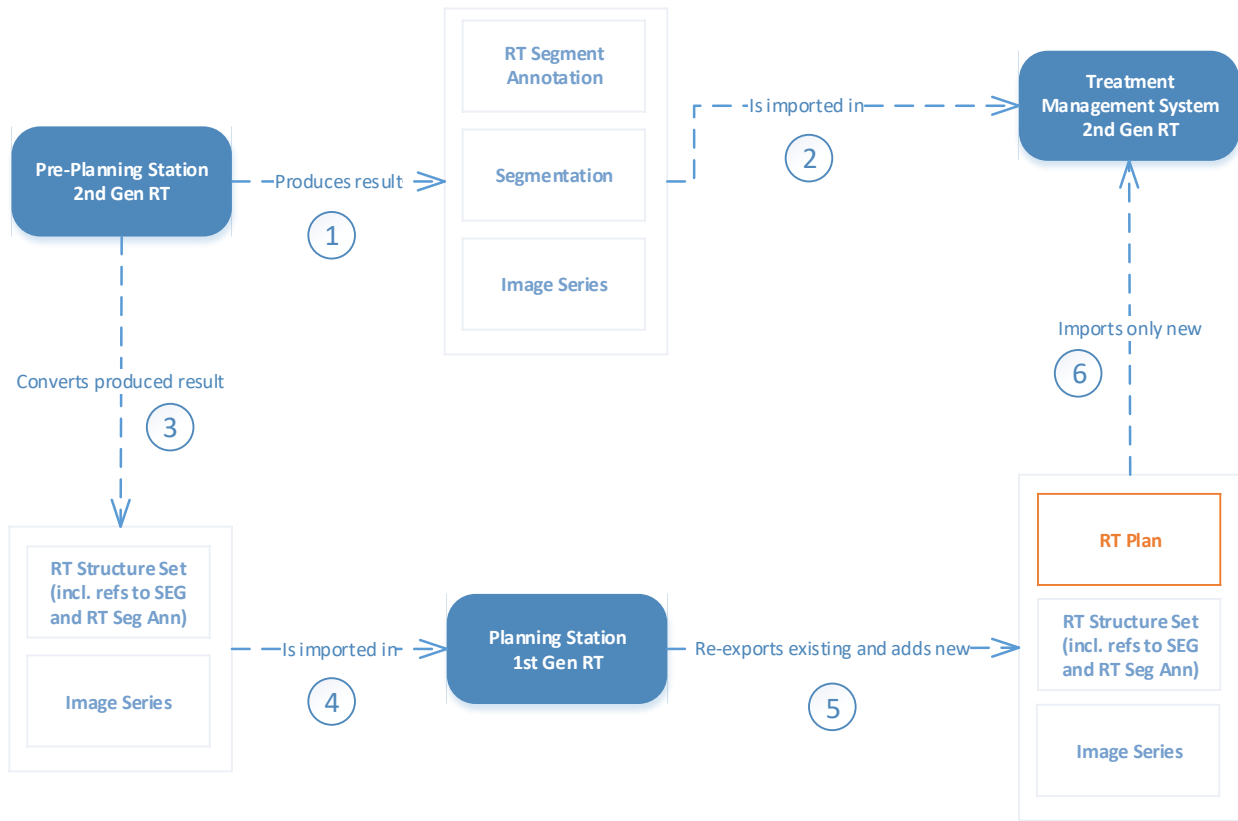 RT Segment
Annotation
Segmentation
Image Series
Pre-Planning Station
2nd Gen RT
Produces result
1
Is imported in
2
Treatment
Management System
2nd Gen RT
Converts produced result
3
Imports only new
6
RT Structure Set
(incl. refs to SEG
and RT Seg Ann)
Image Series
Is imported in
4
Planning Station
1st Gen RT
Re-exports existing and adds new
5
RT Plan
RT Structure Set
(incl. refs to SEG
and RT Seg Ann)
Image Series